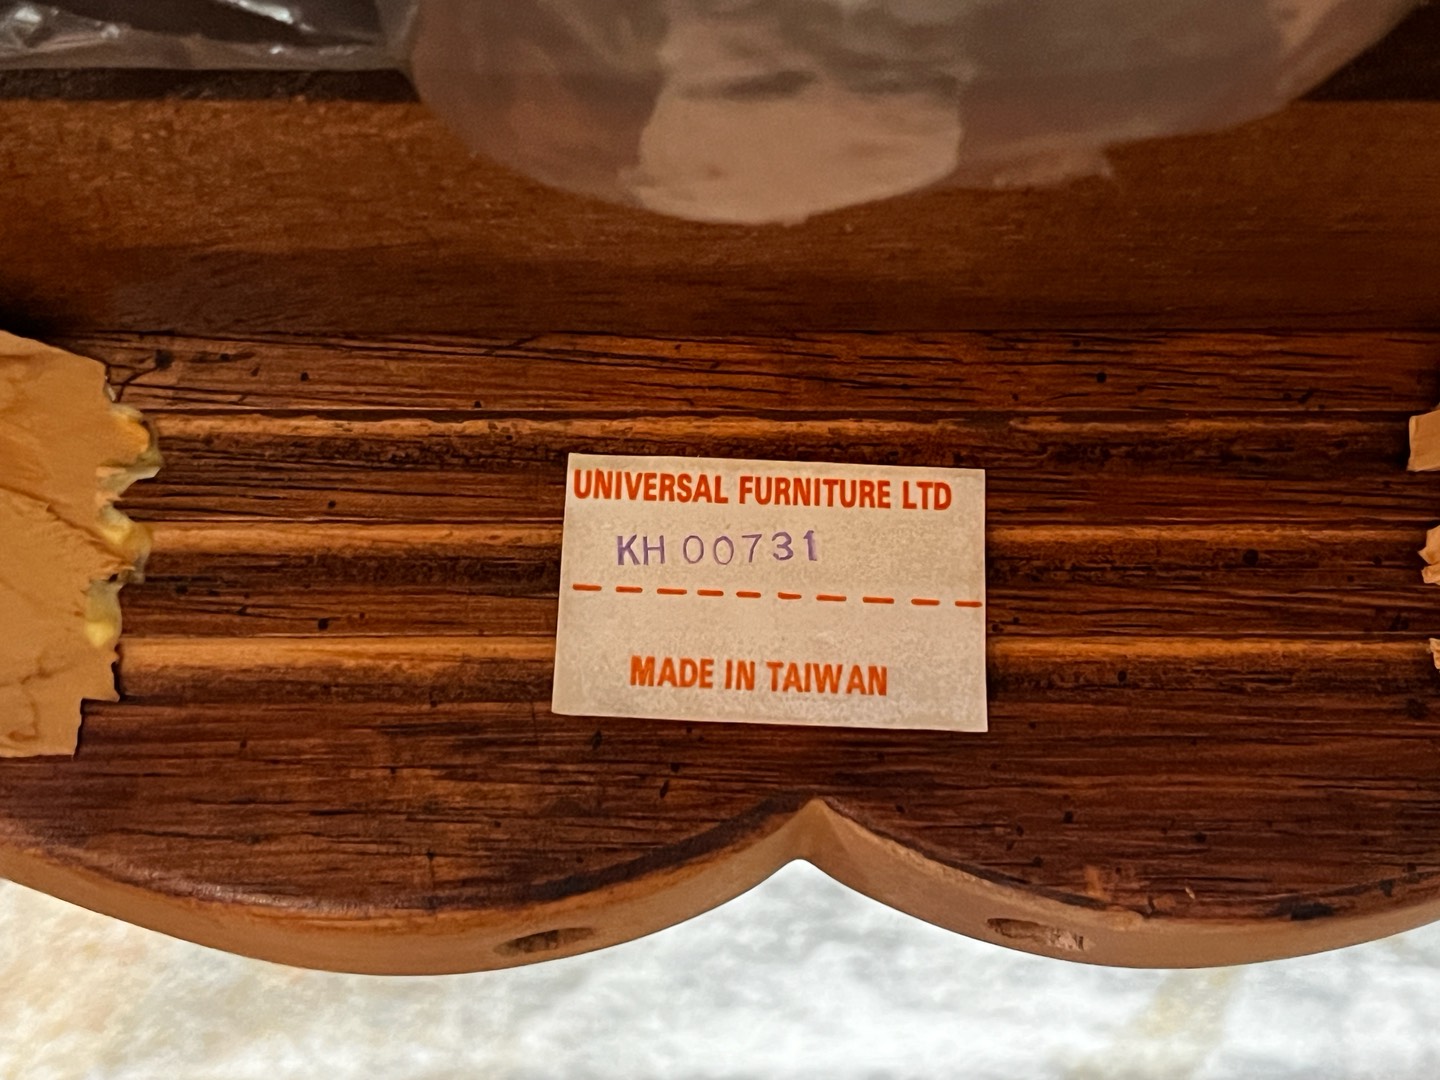 UNIVERSAL FURNITURE LTD
KH 00731
MADE IN TAIWAN